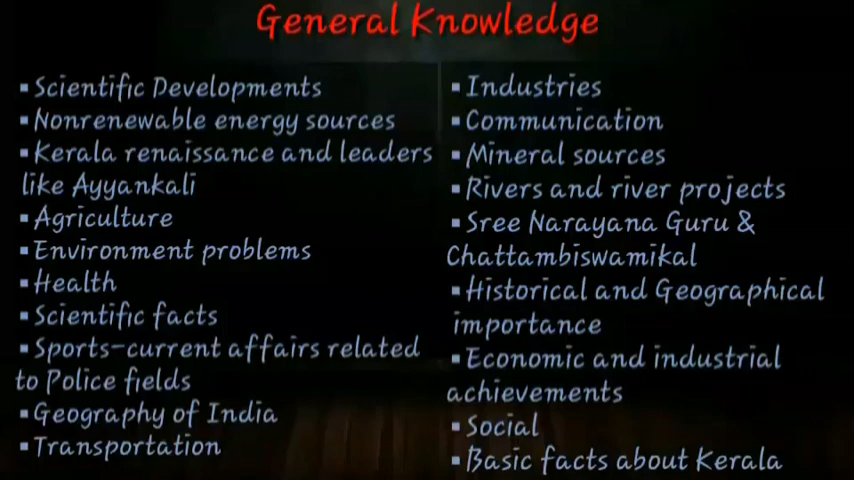 General Knowledge
▪Scientific Developments
▪Nonrenewable energy sources
▪Kerala renaissance and leaders
like Ayyankali
▪Agriculture
▪Environment problems
▪Health
▪Scientific facts
▪Sports-current affairs related
to Police fields
▪Geography of India
▪Transportation
▪Industries
▪Communication
▪Mineral sources
▪Rivers and river projects
▪Sree Narayana Guru &
Chattambiswamikal
▪Historical and Geographical
importance
▪Economic and industrial
achievements
▪Social
▪Basic facts about Kerala